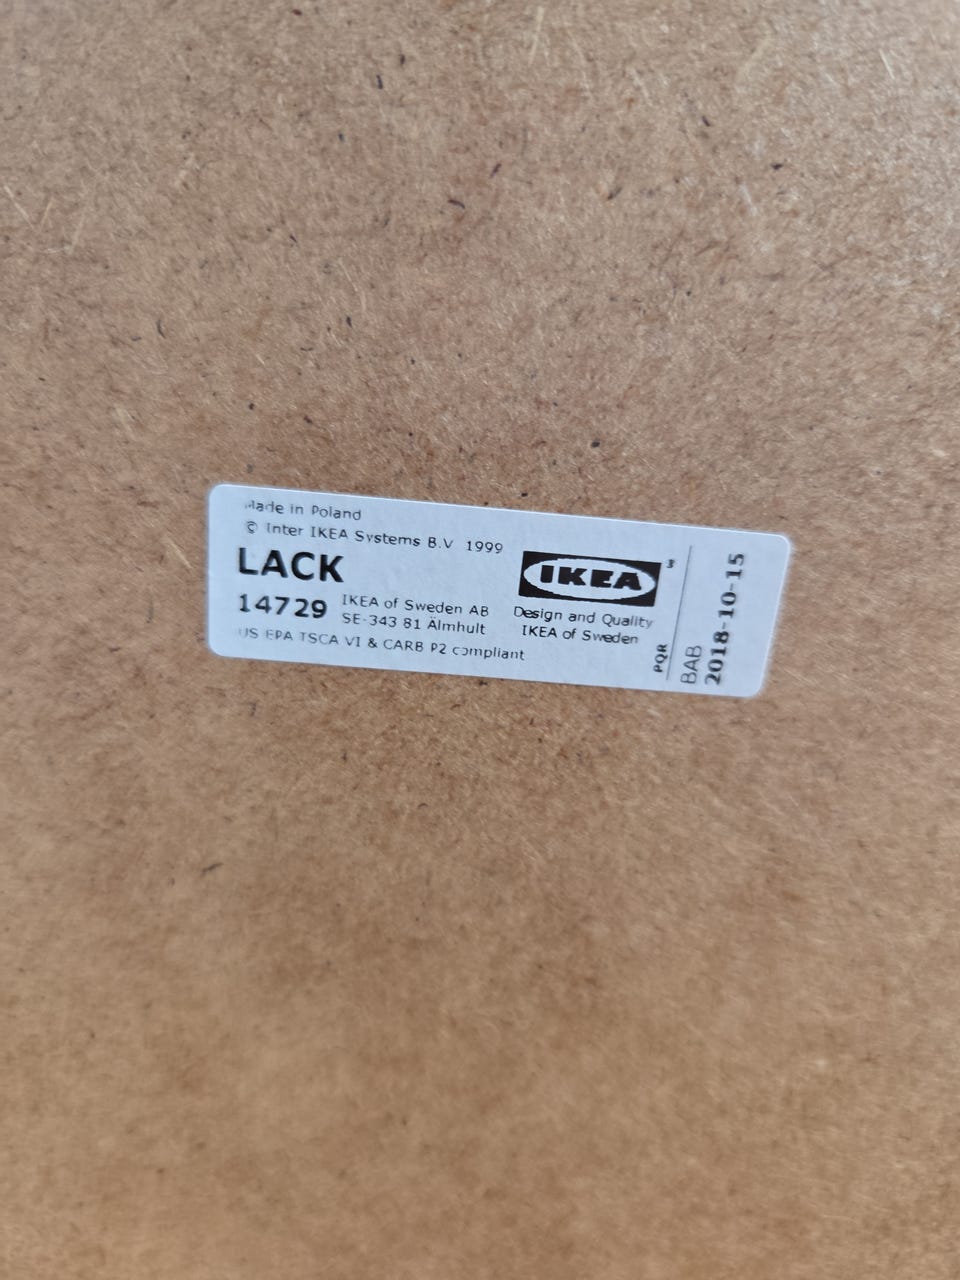 Made in Poland
© Inter IKEA Systems B.V 1999
LACK
14729
IKEA of Sweden AB
SE-343 81 Älmhult
US EPA TSCA VI & CARB P2 compliant
IKEA
Design and Quality
IKEA of Sweden
PQR
BAB
2018-10-15